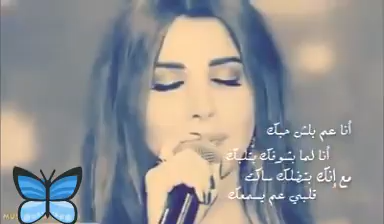 أنا عم بلش حبك
أنا لما بشوفك بتلبك
مع إنك بتضلك ساكت
قلبي عم يسمعك